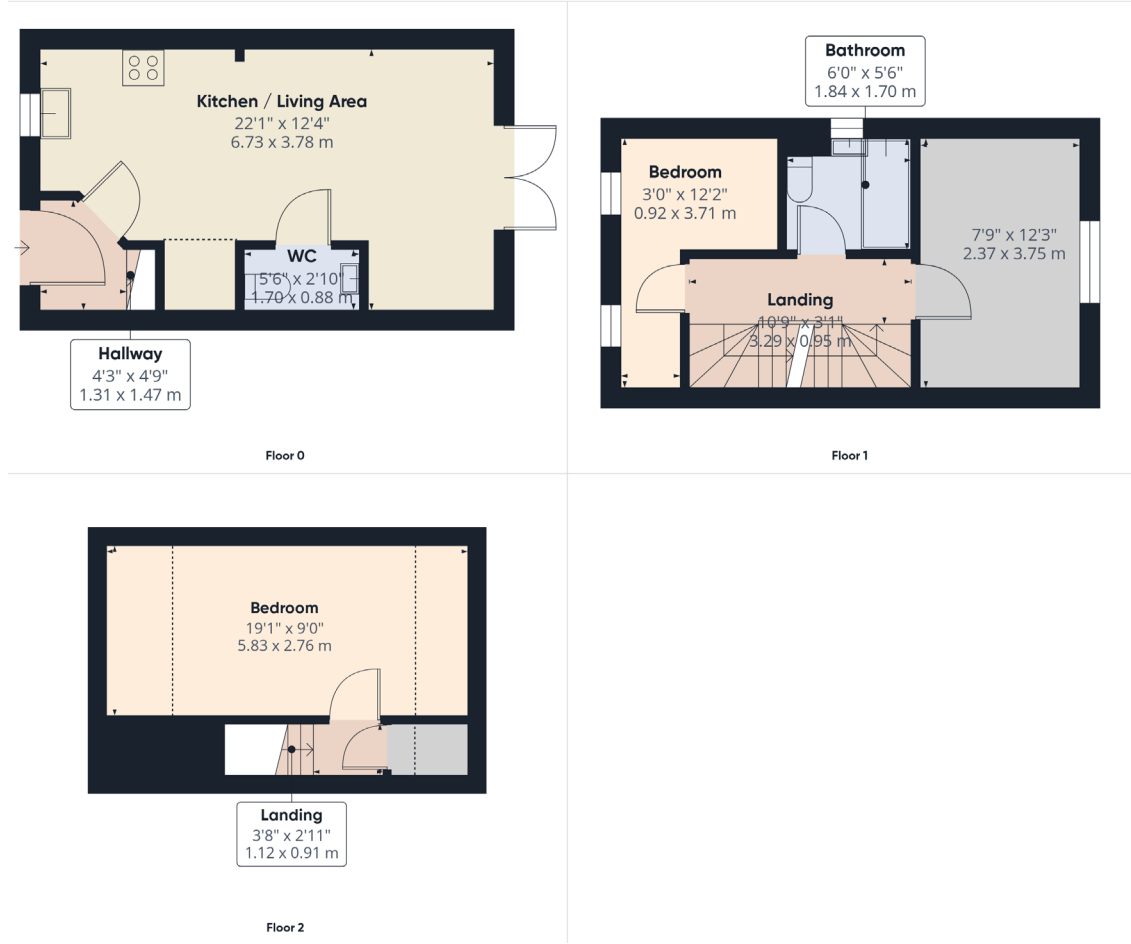 Kitchen / Living Area
22'1" x 12'4"
6.73 x 3.78 m
WC
5'6" x 2'10"
1.70 x 0.88 m
Hallway
4'3" x 4'9"
1.31 x 1.47 m
Floor 0
Bathroom
6'0" x 5'6"
1.84 x 1.70 m
Bedroom
3'0" x 12'2"
0.92 x 3.71 m
7'9" x 12'3"
2.37 x 3.75 m
Landing
10'9" x 3'1"
3.29 x 0.95 m
Floor 1
Bedroom
19'1" x 9'0"
5.83 x 2.76 m
Landing
3'8" x 2'11"
1.12 x 0.91 m
Floor 2